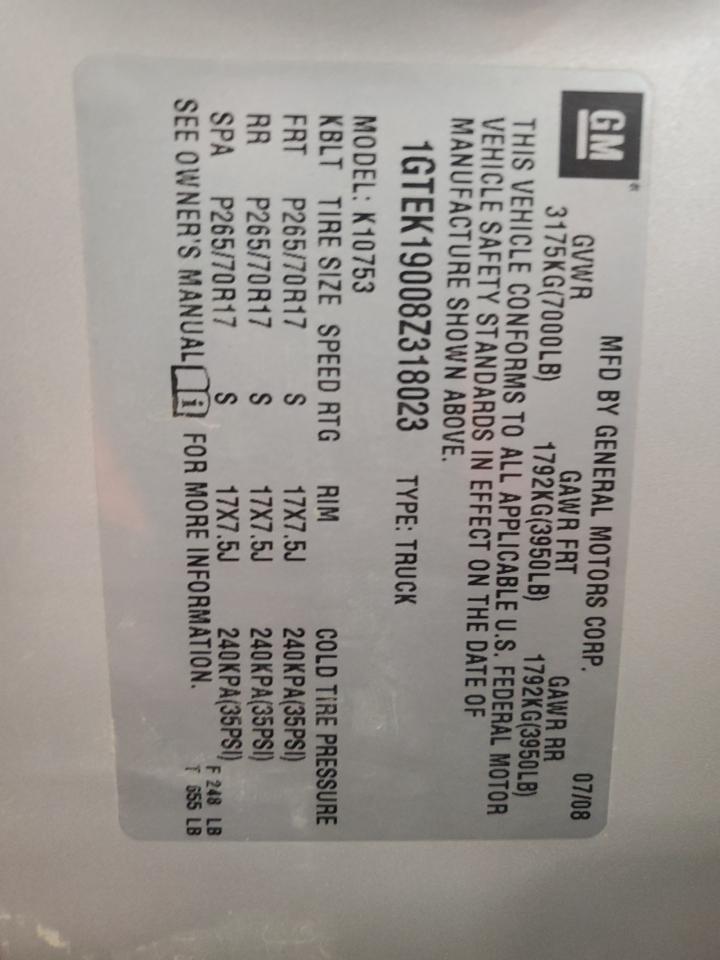 GM®
MFD BY GENERAL MOTORS CORP. 07/08
GVWR GAWR FRT GAWR RR
3175KG(7000LB) 1792KG(3950LB) 1792KG(3950LB)
THIS VEHICLE CONFORMS TO ALL APPLICABLE U.S. FEDERAL MOTOR
VEHICLE SAFETY STANDARDS IN EFFECT ON THE DATE OF
MANUFACTURE SHOWN ABOVE.
1GTEK19008Z318023 TYPE: TRUCK
MODEL: K10753
KBLT TIRE SIZE SPEED RTG RIM COLD TIRE PRESSURE
FRT P265/70R17 S 17X7.5J 240KPA(35PSI)
RR P265/70R17 S 17X7.5J 240KPA(35PSI)
SPA P265/70R17 S 17X7.5J 240KPA(35PSI)
SEE OWNER'S MANUAL i FOR MORE INFORMATION.
F 248 LB
T 655 LB